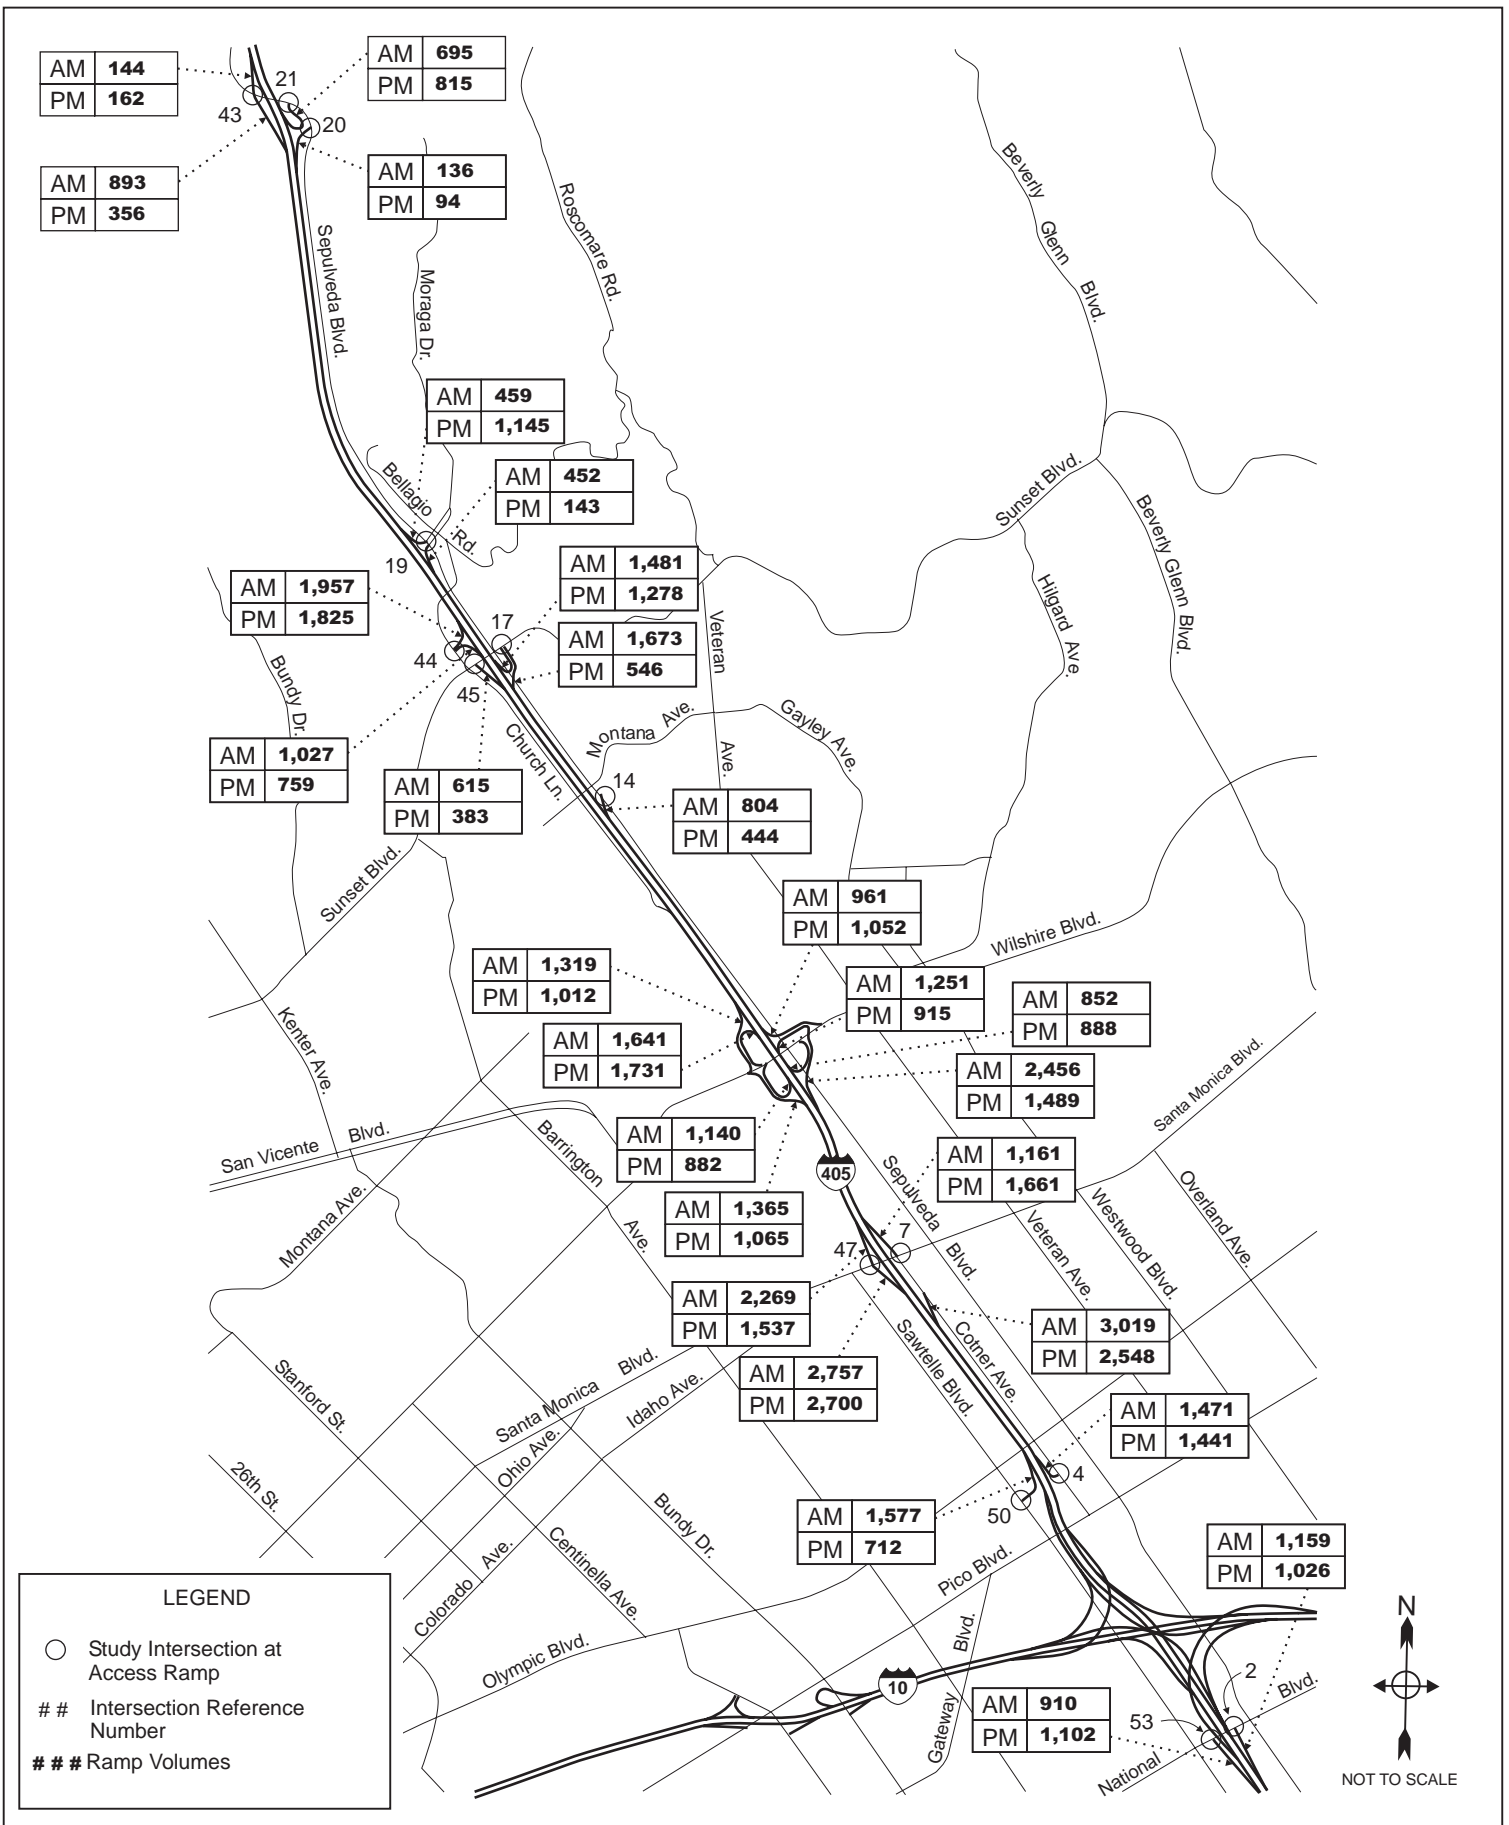 AM 144
PM 162
21
AM 695
PM 815
43
20
AM 893
PM 356
AM 136
PM 94
Sepulveda Blvd.
Moraga Dr.
Roscomare Rd.
Beverly Glenn Blvd.
AM 459
PM 1,145
Bellagio Rd.
AM 452
PM 143
Sunset Blvd.
Beverly Glenn Blvd.
19
AM 1,957
PM 1,825
AM 1,481
PM 1,278
17
AM 1,673
PM 546
44
45
Veteran Ave.
Hilgard Ave
Bundy Dr.
Church Ln.
Montana Ave.
Gayley Ave.
AM 1,027
PM 759
AM 615
PM 383
14
AM 804
PM 444
Sunset Blvd.
AM 961
PM 1,052
Wilshire Blvd.
AM 1,319
PM 1,012
AM 1,251
PM 915
AM 852
PM 888
Kenter Ave.
AM 1,641
PM 1,731
AM 2,456
PM 1,489
Santa Monica Blvd.
San Vicente Blvd.
Barrington Ave.
AM 1,140
PM 882
405
AM 1,161
PM 1,661
Sepulveda Blvd.
Montana Ave.
AM 1,365
PM 1,065
Veteran Ave.
Westwood Blvd.
Overland Ave.
47
7
AM 2,269
PM 1,537
AM 3,019
PM 2,548
Sawtelle Blvd.
Cotner Ave.
Stanford St.
Santa Monica Blvd.
Idaho Ave.
AM 2,757
PM 2,700
AM 1,471
PM 1,441
26th St.
Ohio Ave.
4
50
AM 1,577
PM 712
Bundy Dr.
Centinella Ave.
Colorado Ave.
Pico Blvd.
AM 1,159
PM 1,026
Olympic Blvd.
10
Gateway Blvd.
AM 910
PM 1,102
53
2
National Blvd.
N
NOT TO SCALE
LEGEND
Study Intersection at
Access Ramp
# # Intersection Reference
Number
# # # Ramp Volumes